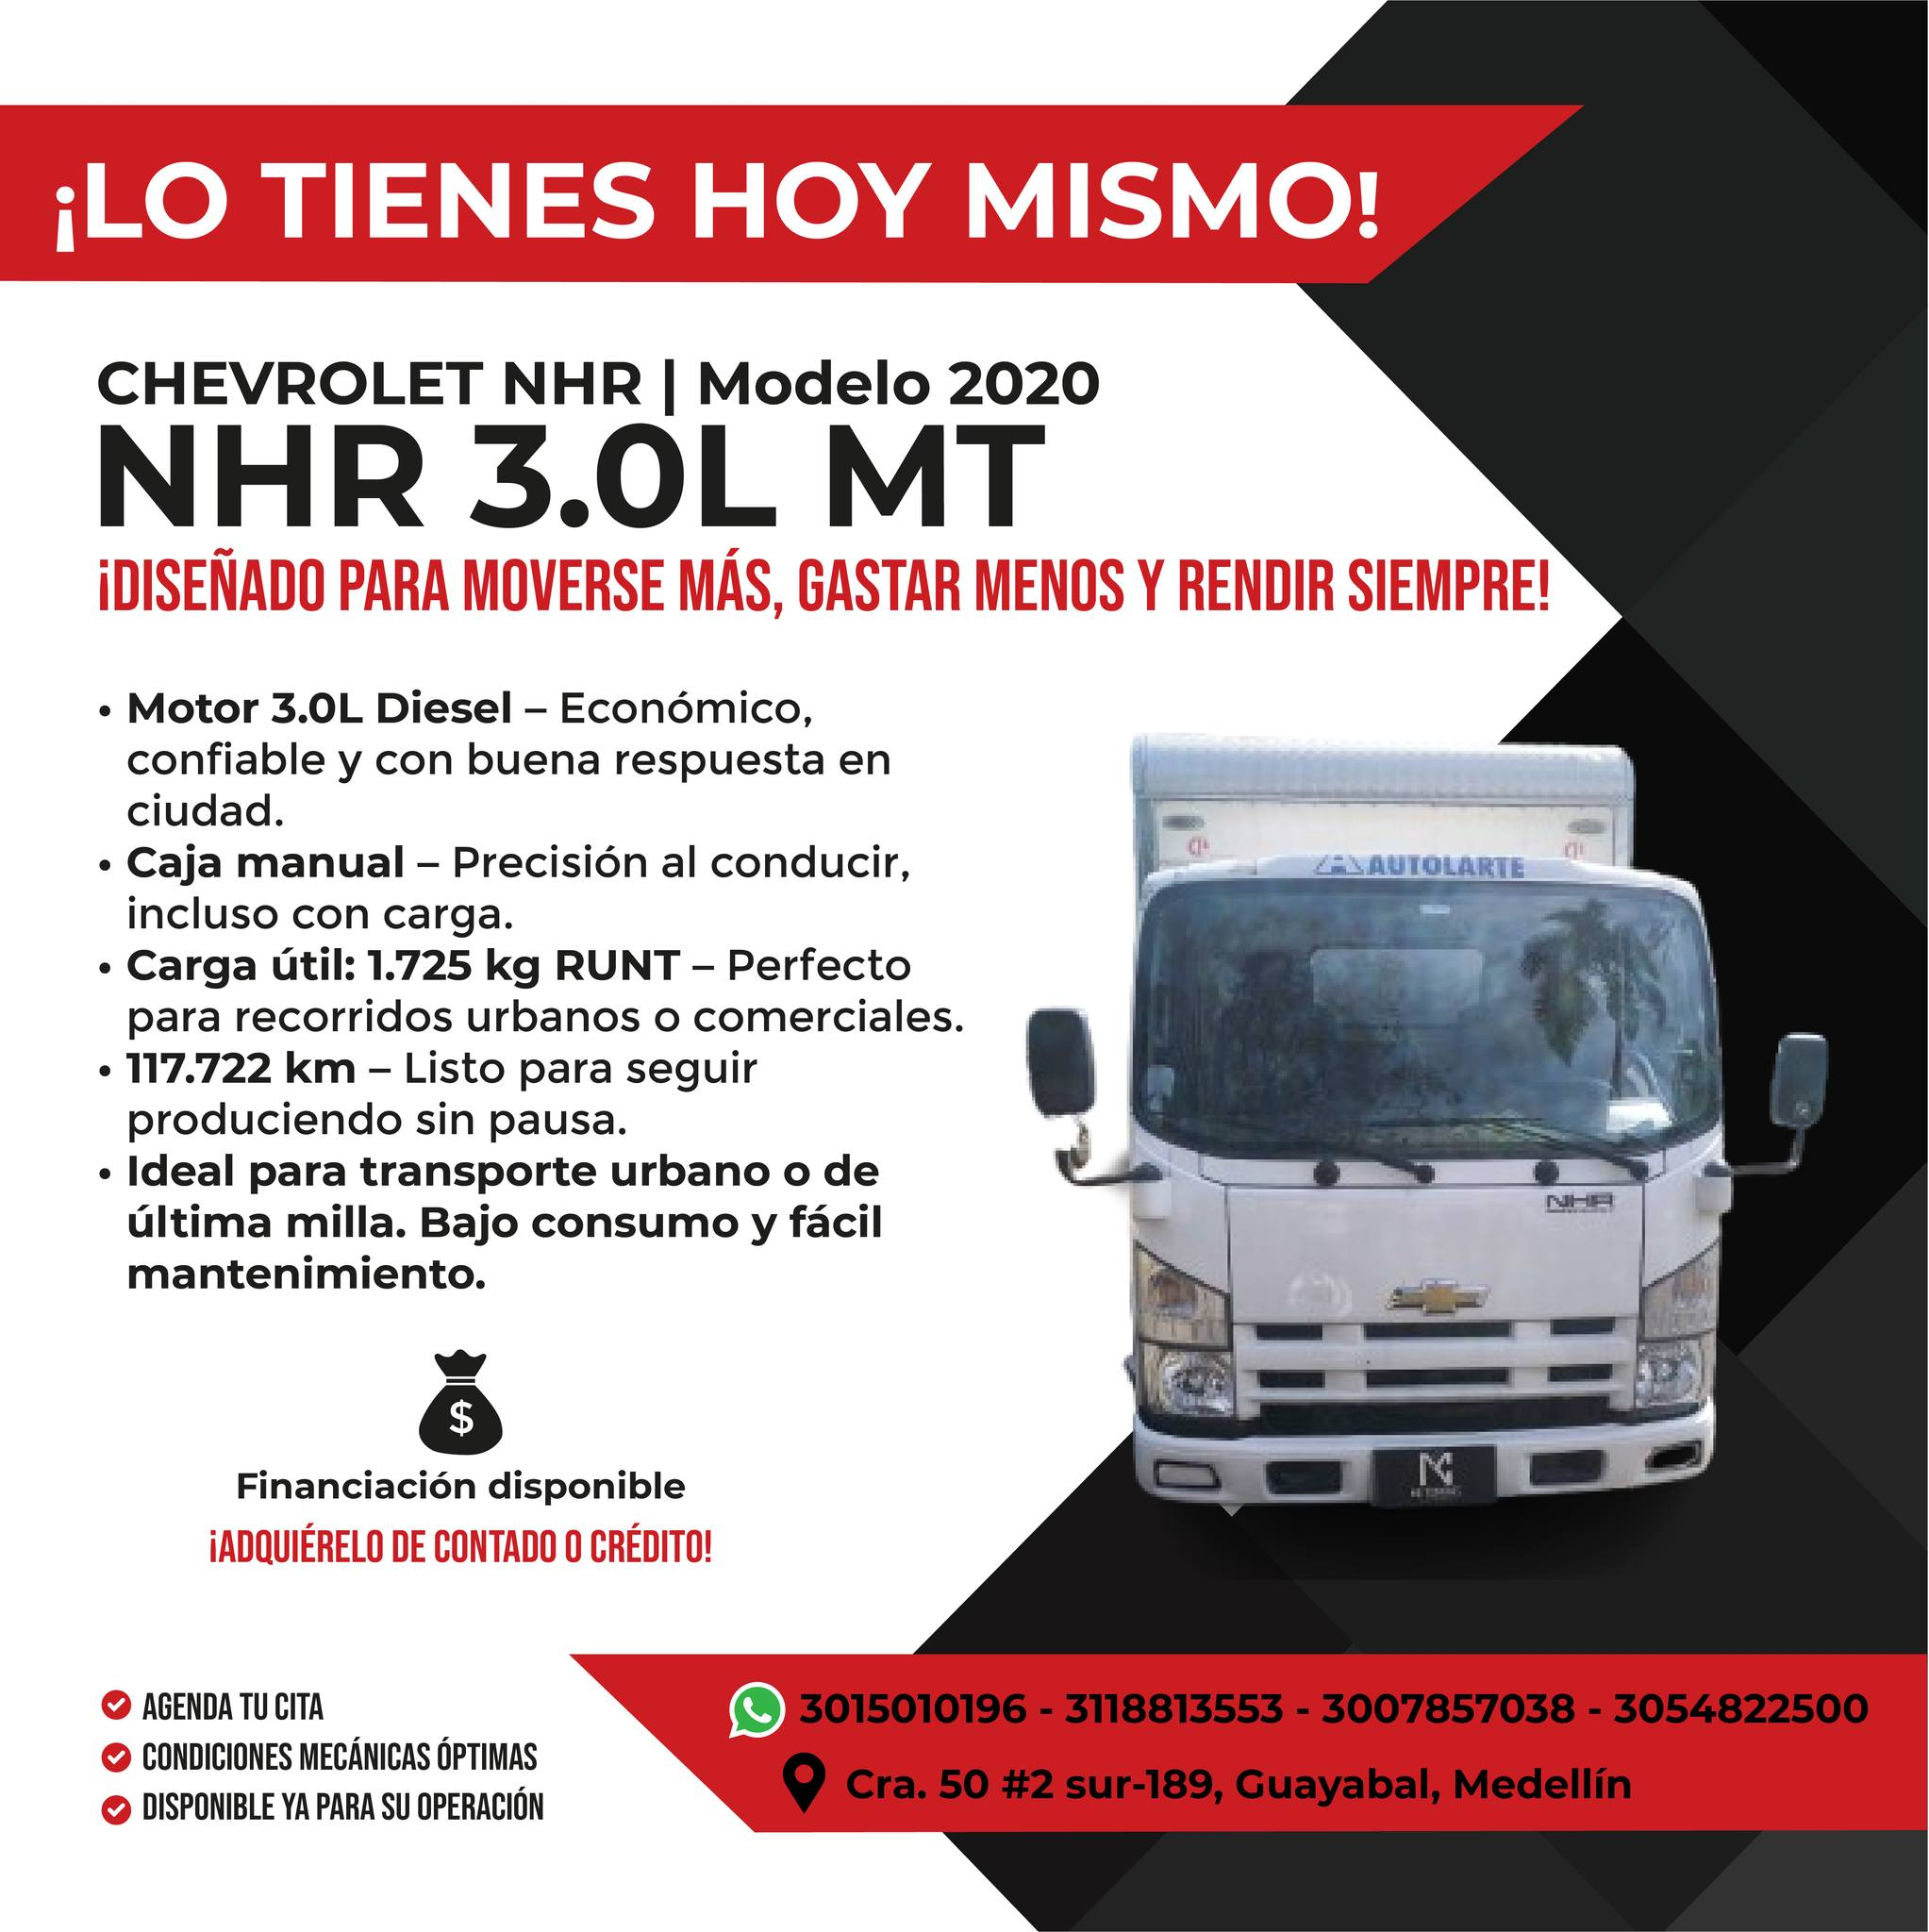 ¡LO TIENES HOY MISMO!
CHEVROLET NHR | Modelo 2020
NHR 3.0L MT
¡DISEÑADO PARA MOVERSE MÁS, GASTAR MENOS Y RENDIR SIEMPRE!
• Motor 3.0L Diesel – Económico,
confiable y con buena respuesta en
ciudad.
• Caja manual – Precisión al conducir,
incluso con carga.
• Carga útil: 1.725 kg RUNT – Perfecto
para recorridos urbanos o comerciales.
• 117.722 km – Listo para seguir
produciendo sin pausa.
• Ideal para transporte urbano o de
última milla. Bajo consumo y fácil
mantenimiento.
AUTOLARTE
NHR
$
Financiación disponible
¡ADQUIÉRELO DE CONTADO O CRÉDITO!
AGENDA TU CITA
CONDICIONES MECÁNICAS ÓPTIMAS
DISPONIBLE YA PARA SU OPERACIÓN
3015010196 - 3118813553 - 3007857038 - 3054822500
Cra. 50 #2 sur-189, Guayabal, Medellín